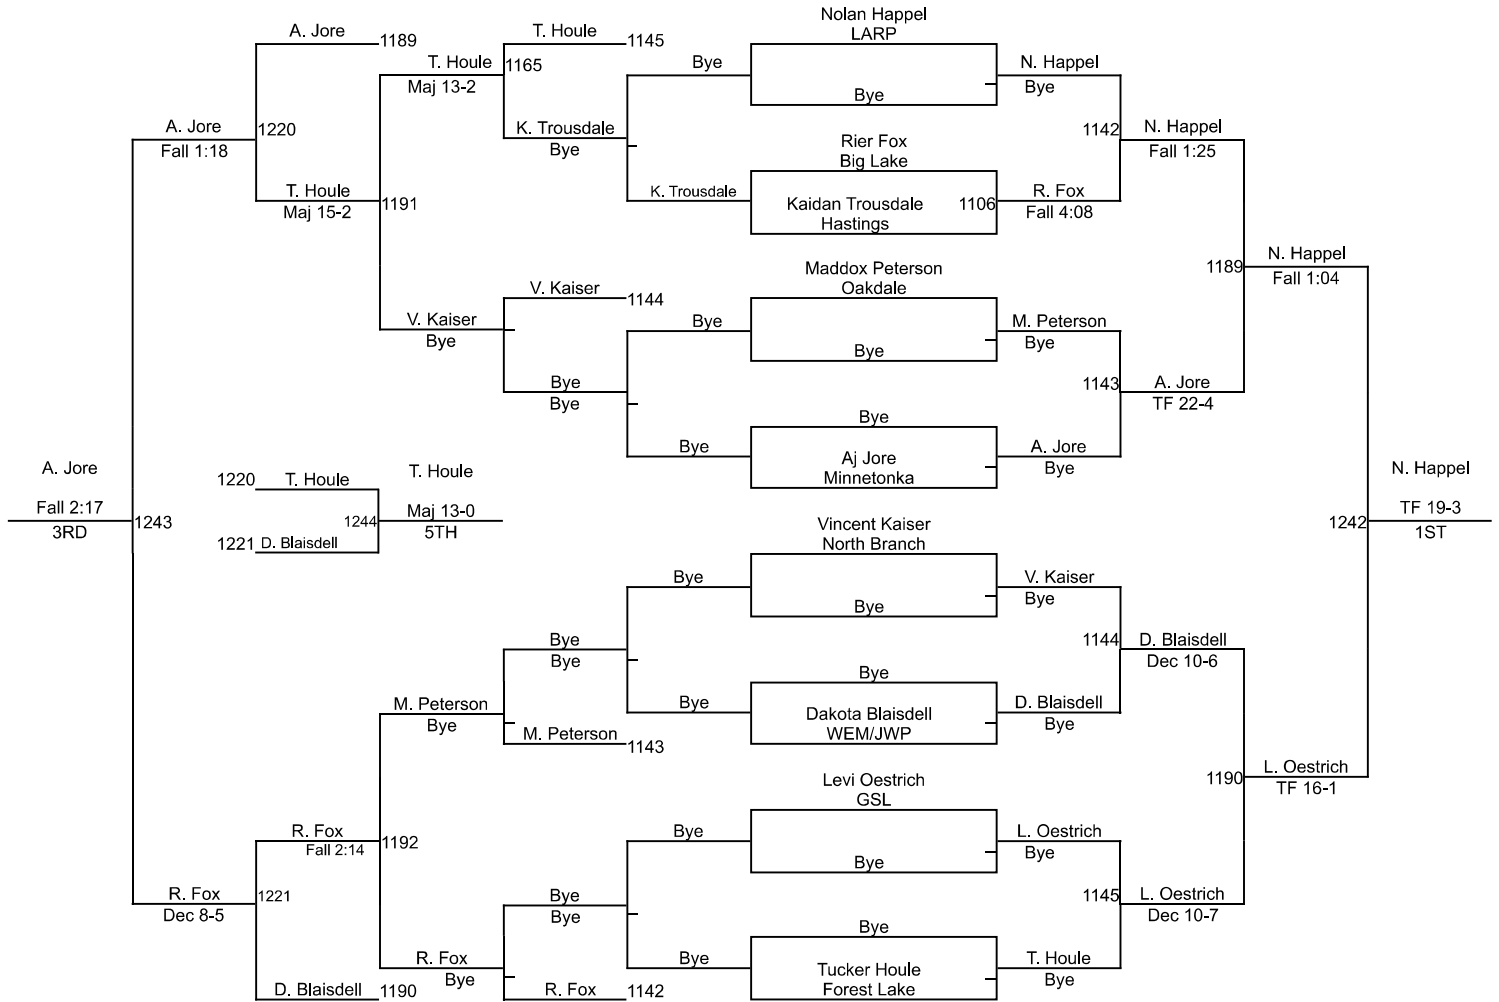 Nolan Happel
LARP
A. Jore
1189
T. Houle
1145
T. Houle
1165
Maj 13-2
Bye
Bye
N. Happel
Bye
A. Jore
Fall 1:18
1220
K. Trousdale
Bye
Rier Fox
Big Lake
1142
N. Happel
Fall 1:25
T. Houle
Maj 15-2
1191
K. Trousdale
Kaidan Trousdale
Hastings
1106
R. Fox
Fall 4:08
Maddox Peterson
Oakdale
1189
N. Happel
Fall 1:04
V. Kaiser
1144
V. Kaiser
Bye
Bye
Bye
M. Peterson
Bye
Bye
Bye
1143
A. Jore
TF 22-4
Bye
Bye
Aj Jore
Minnetonka
A. Jore
Bye
A. Jore
Fall 2:17
3RD
1243
1220
T. Houle
1221
D. Blaisdell
1244
T. Houle
Maj 13-0
5TH
1242
N. Happel
TF 19-3
1ST
Vincent Kaiser
North Branch
Bye
Bye
V. Kaiser
Bye
Bye
Bye
1144
D. Blaisdell
Dec 10-6
Bye
M. Peterson
Bye
Bye
Dakota Blaisdell
WEM/JWP
D. Blaisdell
Bye
M. Peterson
1143
1190
L. Oestrich
TF 16-1
Levi Oestrich
GSL
R. Fox
Fall 2:14
1192
Bye
Bye
L. Oestrich
Bye
R. Fox
Dec 8-5
1221
Bye
Bye
1145
L. Oestrich
Dec 10-7
Bye
R. Fox
Bye
Bye
Tucker Houle
Forest Lake
T. Houle
Bye
D. Blaisdell
1190
R. Fox
1142